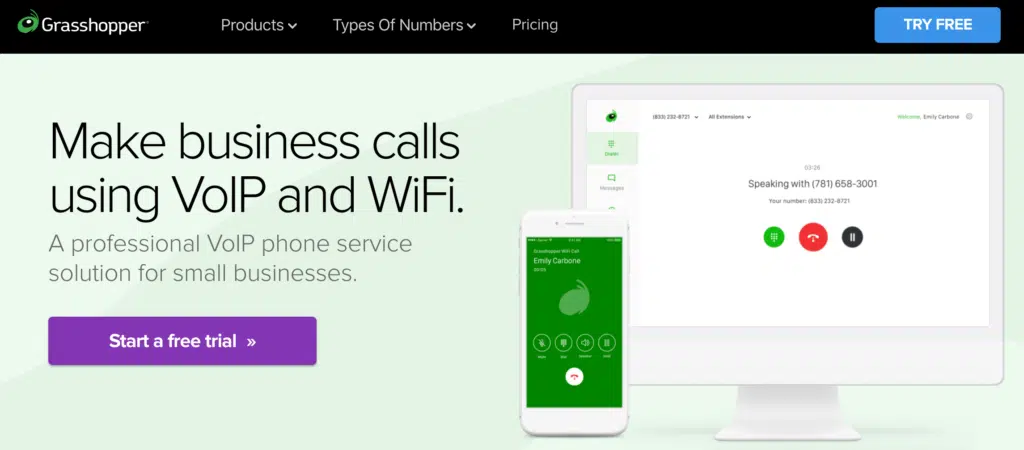 Grasshopper
Products
Types Of Numbers
Pricing
TRY FREE
Make business calls
using VoIP and WiFi.
A professional VoIP phone service
solution for small businesses.
Start a free trial »
(833) 232-8721
All Extensions
Welcome, Emily Carbone
Dialer
Messages
03:26
Speaking with (781) 658-3001
Your number: (833) 232-8721
Grasshopper WiFi Call
Emily Carbone
00:03
Mute
Speaker
Hold